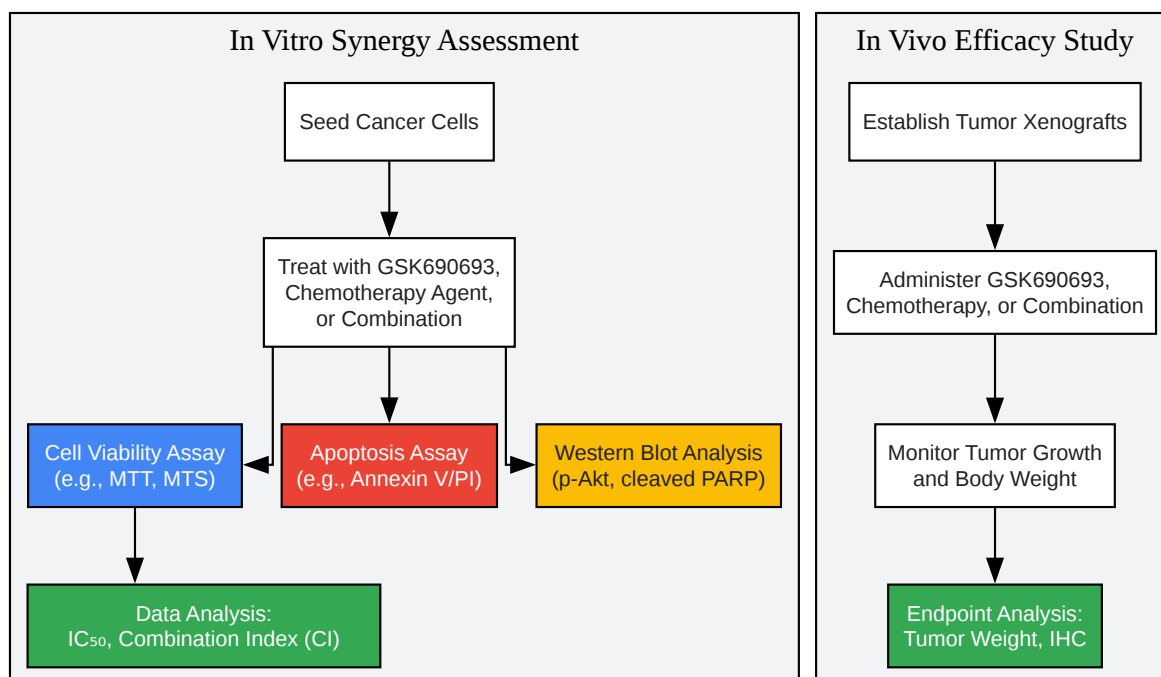 In Vitro Synergy Assessment
Seed Cancer Cells
Treat with GSK690693,
Chemotherapy Agent,
or Combination
Cell Viability Assay
(e.g., MTT, MTS)
Apoptosis Assay
(e.g., Annexin V/PI)
Western Blot Analysis
(p-Akt, cleaved PARP)
Data Analysis:
IC₅₀, Combination Index (CI)
In Vivo Efficacy Study
Establish Tumor Xenografts
Administer GSK690693,
Chemotherapy, or Combination
Monitor Tumor Growth
and Body Weight
Endpoint Analysis:
Tumor Weight, IHC